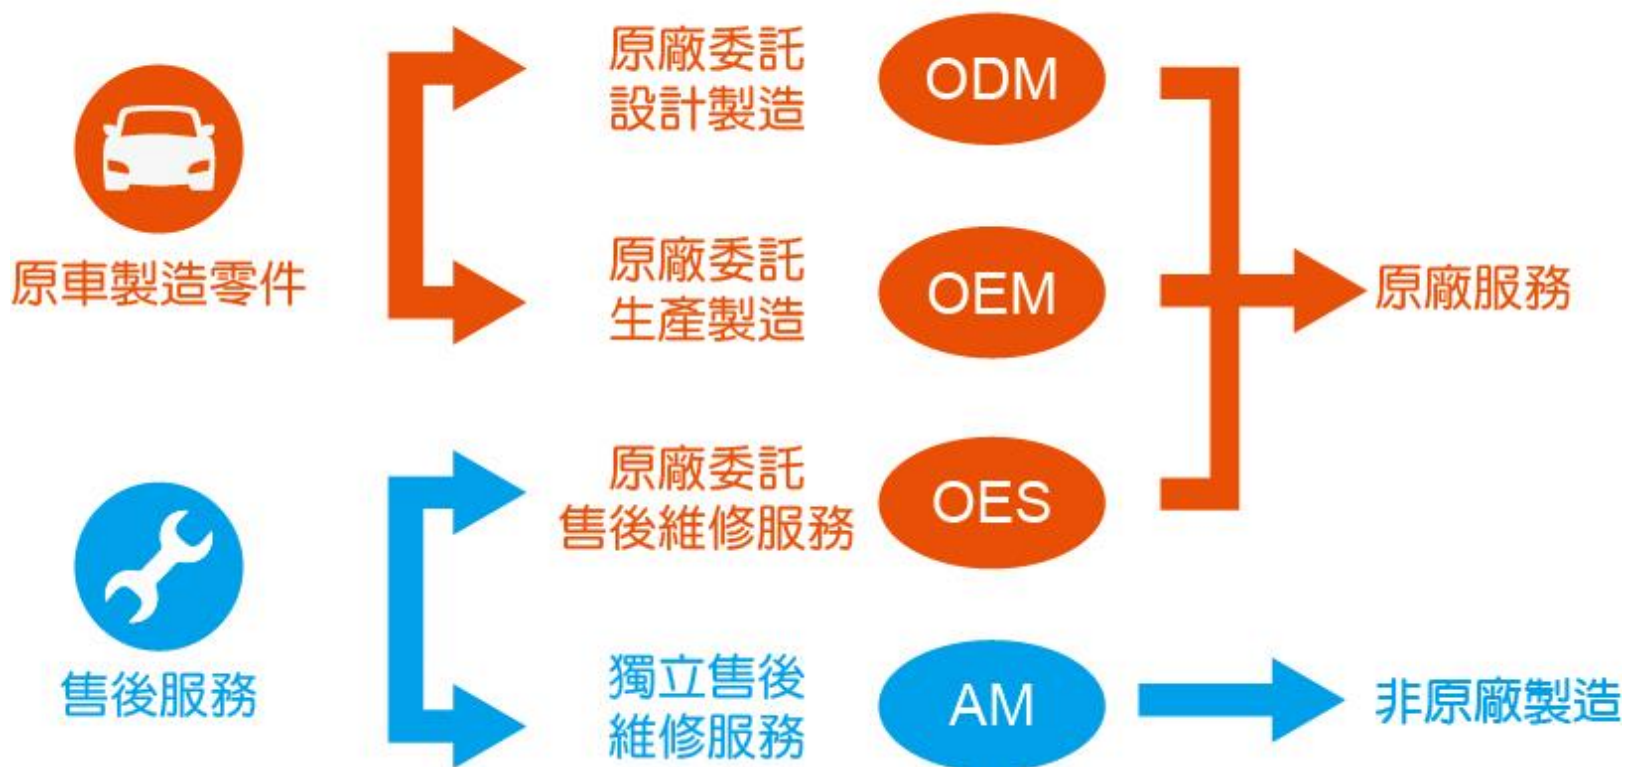 原廠委託
設計製造
ODM
原車製造零件
原廠委託
生產製造
OEM
原廠服務
原廠委託
售後維修服務
OES
售後服務
獨立售後
維修服務
AM
非原廠製造